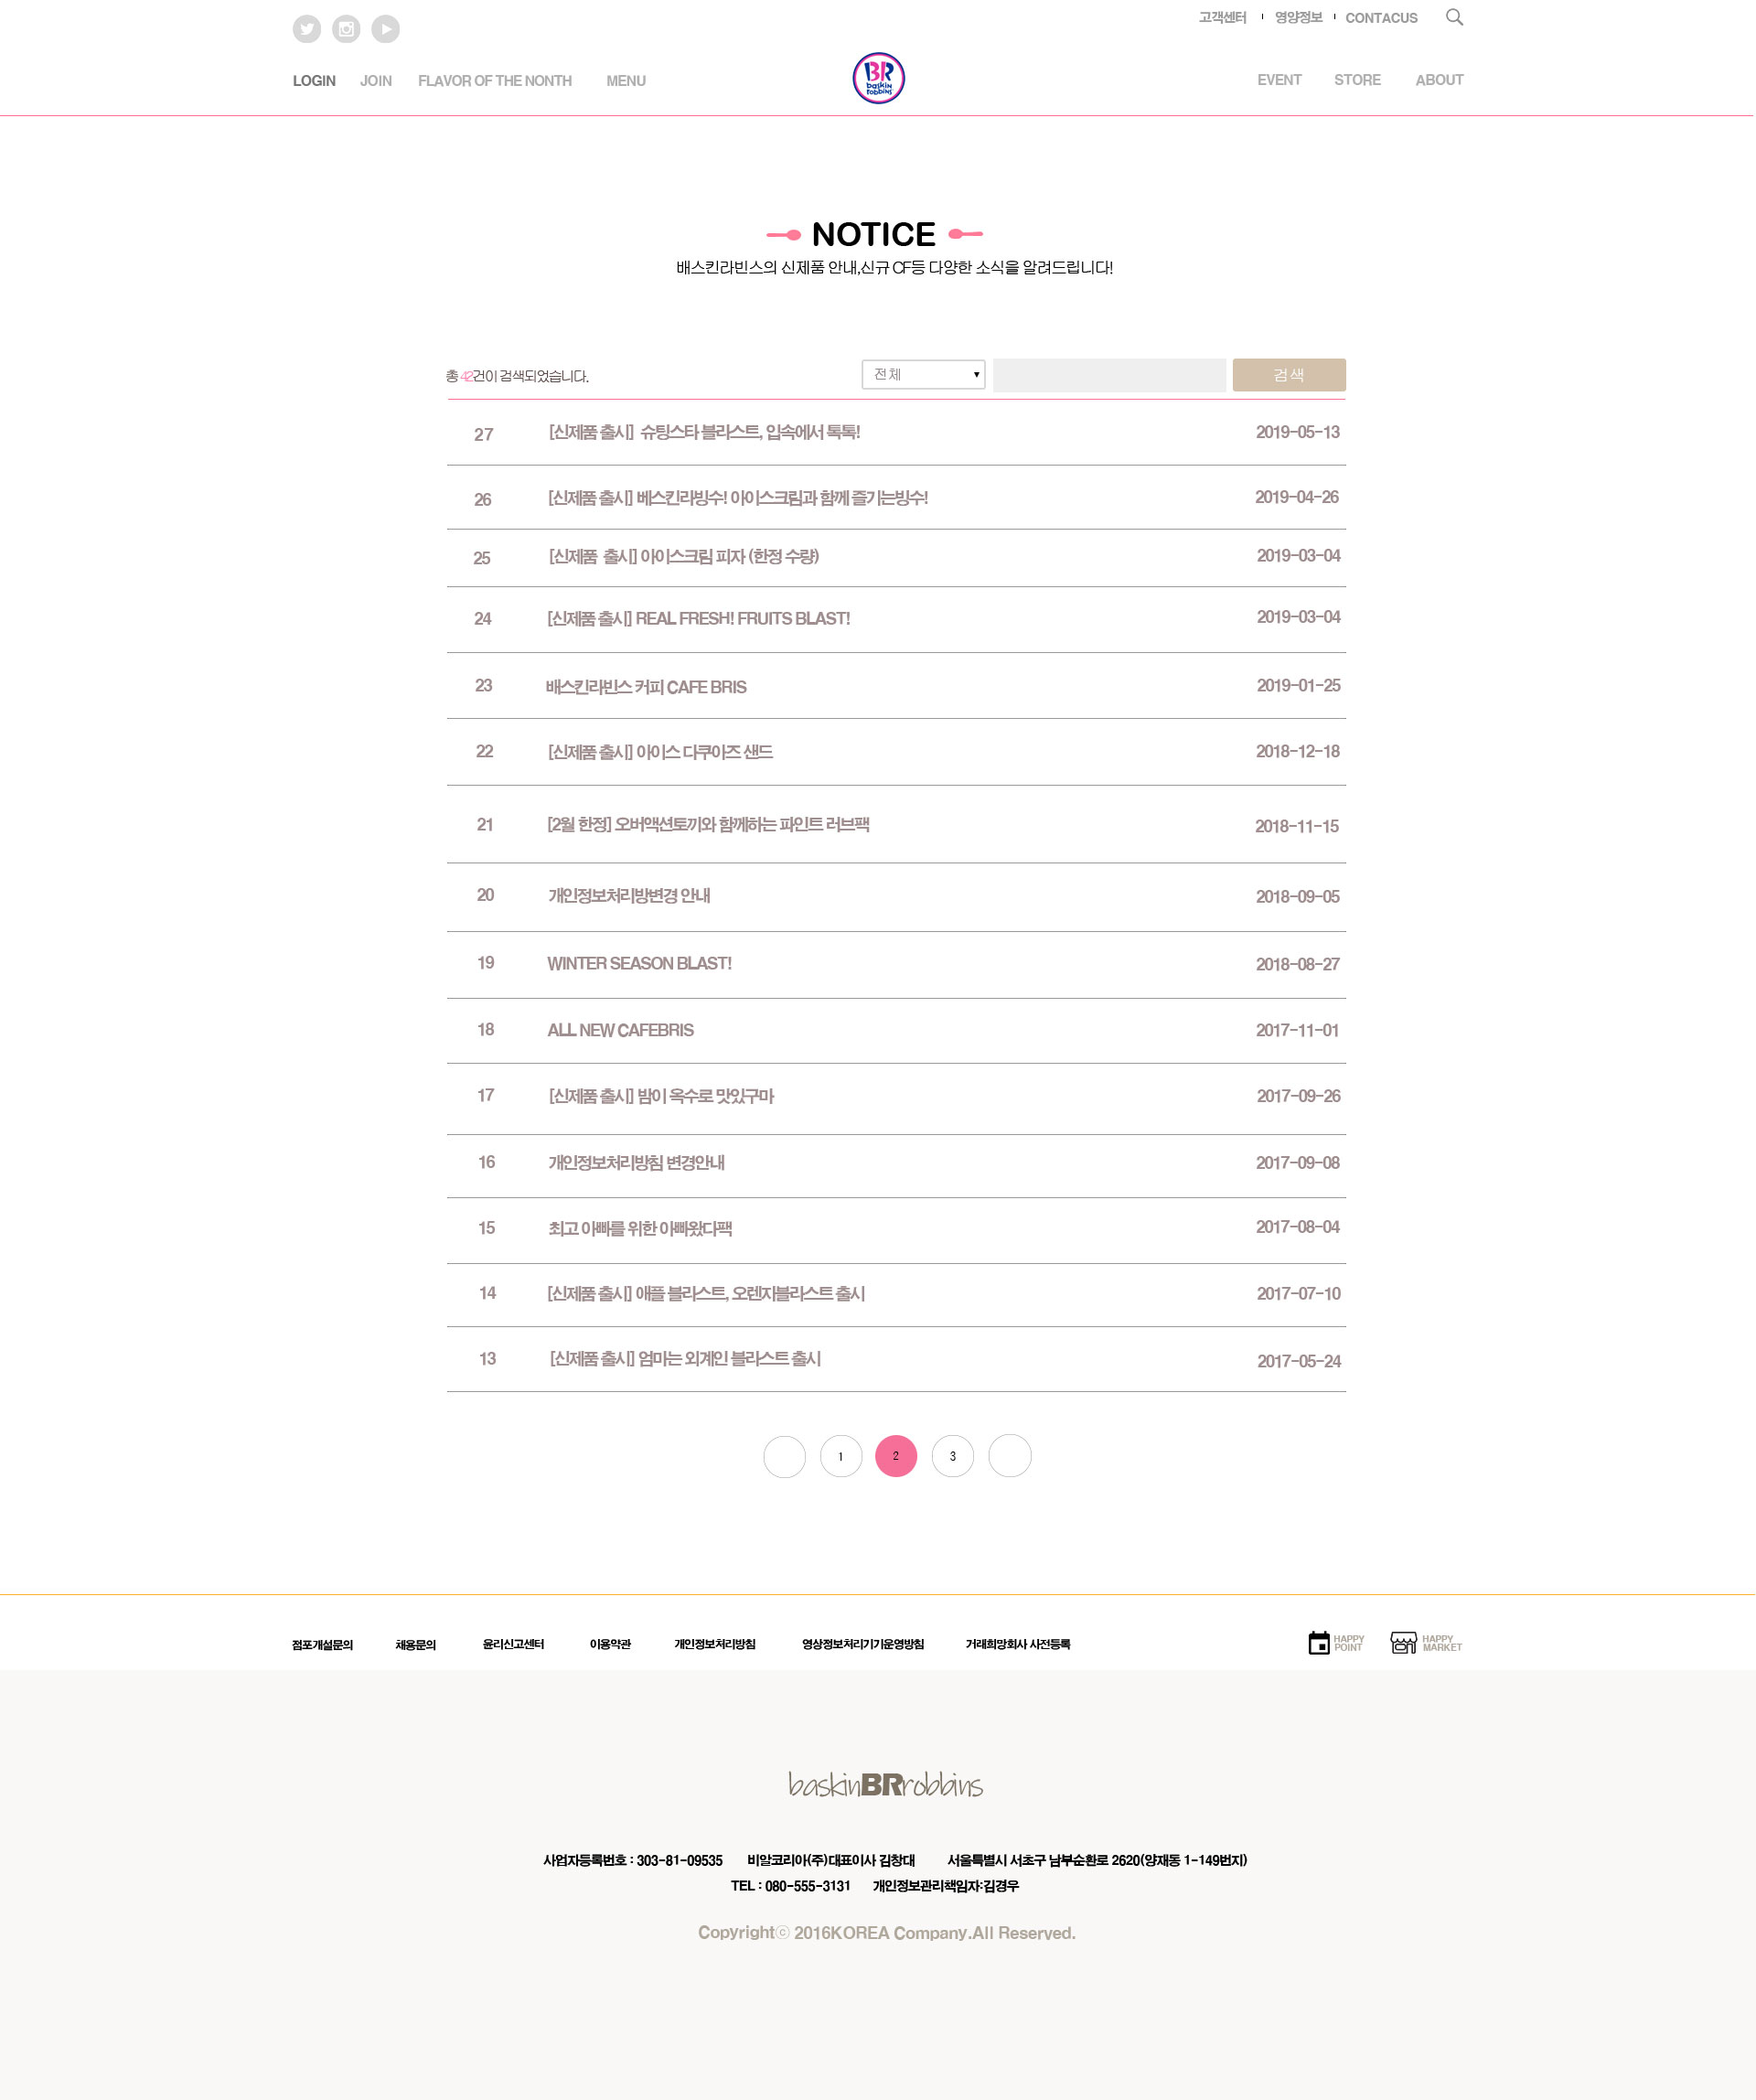 고객센터 영양정보 CONTACUS
LOGIN JOIN FLAVOR OF THE NONTH MENU
BR
baskin
robbins
EVENT STORE ABOUT
NOTICE
배스킨라빈스의 신제품 안내,신규 CF등 다양한 소식을 알려드립니다!
총 42건이 검색되었습니다. 전체 ▼ 검색
27 [신제품 출시] 슈팅스타 블라스트, 입속에서 톡톡! 2019-05-13
26 [신제품 출시] 베스킨라빙수! 아이스크림과 함께 즐기는빙수! 2019-04-26
25 [신제품 출시] 아이스크림 피자 (한정 수량) 2019-03-04
24 [신제품 출시] REAL FRESH! FRUITS BLAST! 2019-03-04
23 배스킨라빈스 커피 CAFE BRIS 2019-01-25
22 [신제품 출시] 아이스 다쿠아즈 샌드 2018-12-18
21 [2월 한정] 오버액션토끼와 함께하는 파인트 러브팩 2018-11-15
20 개인정보처리방변경 안내 2018-09-05
19 WINTER SEASON BLAST! 2018-08-27
18 ALL NEW CAFEBRIS 2017-11-01
17 [신제품 출시] 밤이 옥수로 맛있구마 2017-09-26
16 개인정보처리방침 변경안내 2017-09-08
15 최고 아빠를 위한 아빠왔다팩 2017-08-04
14 [신제품 출시] 애플 블라스트, 오렌지블라스트 출시 2017-07-10
13 [신제품 출시] 엄마는 외계인 블라스트 출시 2017-05-24
1 2 3
점포개설문의 채용문의 윤리신고센터 이용약관 개인정보처리방침 영상정보처리기기운영방침 거래희망회사 사전등록
HAPPY
POINT
HAPPY
MARKET
baskinBRrobbins
사업자등록번호 : 303-81-09535 비알코리아(주)대표이사 김창대 서울특별시 서초구 남부순환로 2620(양재동 1-149번지)
TEL : 080-555-3131 개인정보관리책임자:김경우
Copyrightⓒ 2016KOREA Company.All Reserved.